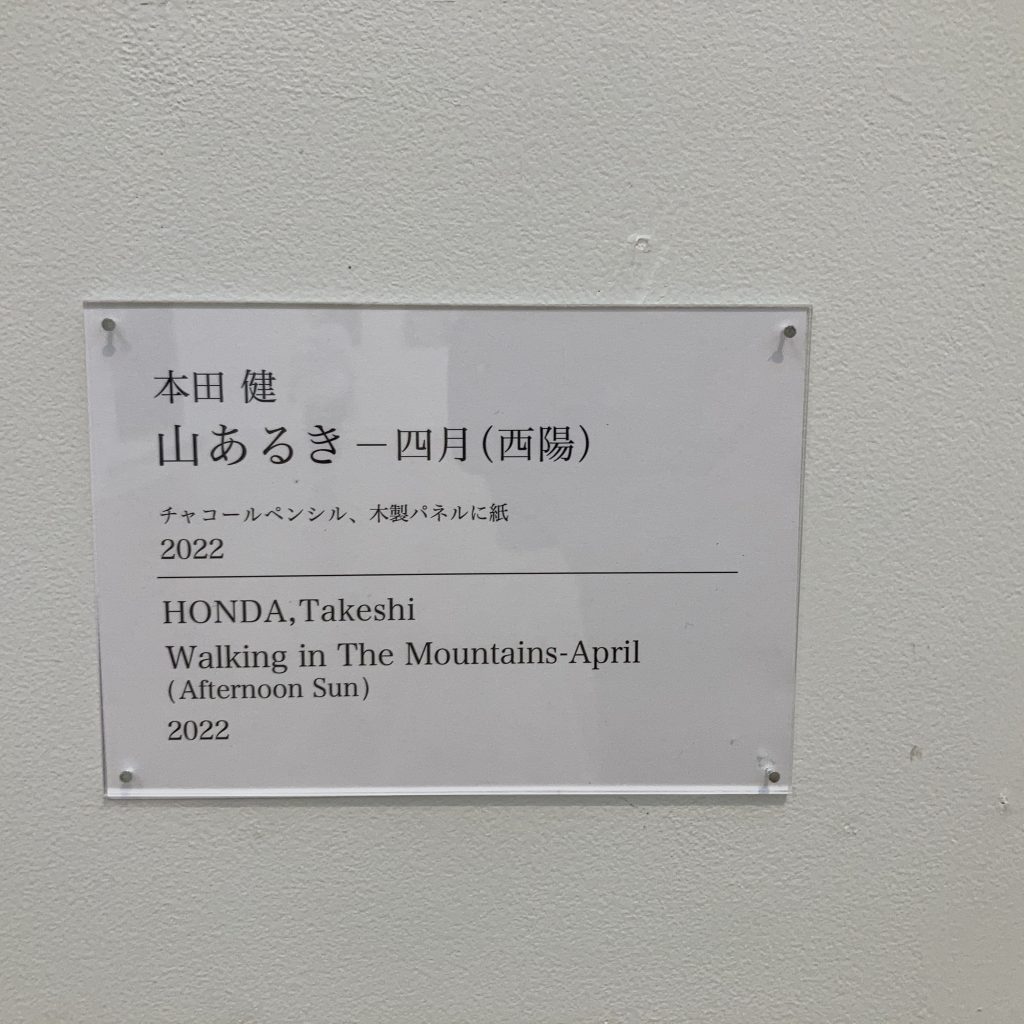 本田 健
山あるき－四月(西陽)
チャコールペンシル、木製パネルに紙
2022
HONDA,Takeshi
Walking in The Mountains-April
(Afternoon Sun)
2022